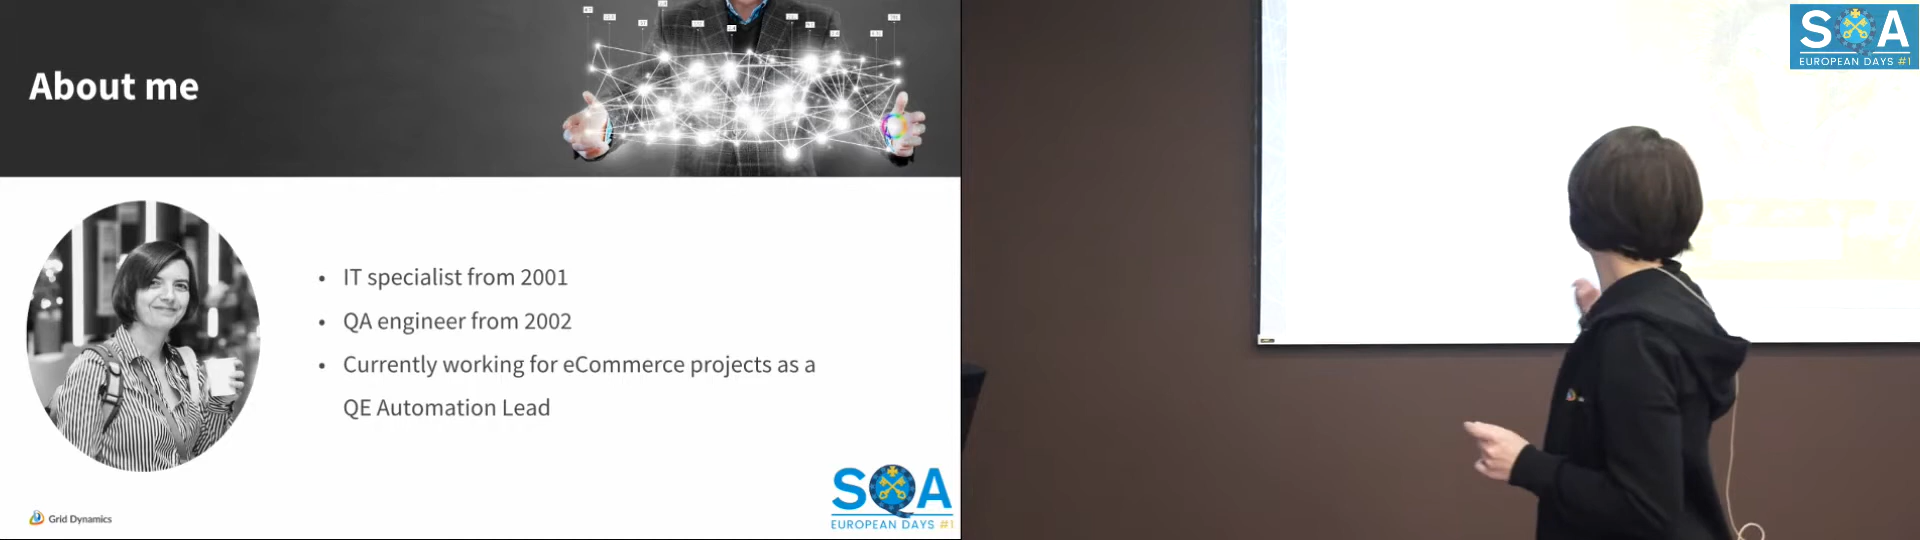 About me
• IT specialist from 2001
• QA engineer from 2002
• Currently working for eCommerce projects as a
QE Automation Lead
Grid Dynamics
SQA
EUROPEAN DAYS #1
SQA
EUROPEAN DAYS #1